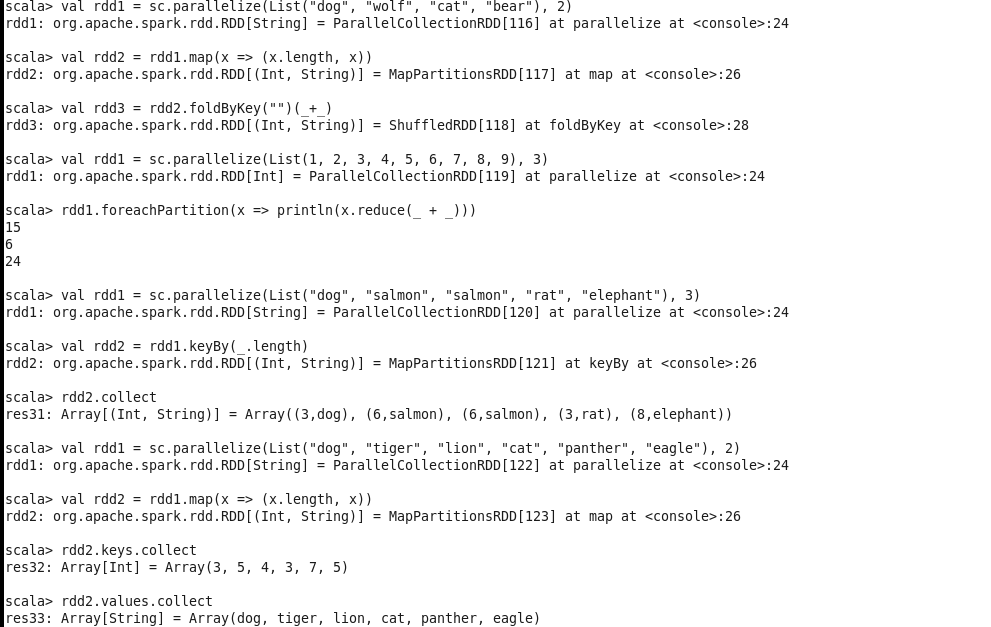 scala> val rdd1 = sc.parallelize(List("dog", "wolf", "cat", "bear"), 2)
rdd1: org.apache.spark.rdd.RDD[String] = ParallelCollectionRDD[116] at parallelize at <console>:24
scala> val rdd2 = rdd1.map(x => (x.length, x))
rdd2: org.apache.spark.rdd.RDD[(Int, String)] = MapPartitionsRDD[117] at map at <console>:26
scala> val rdd3 = rdd2.foldByKey("")(_+_)
rdd3: org.apache.spark.rdd.RDD[(Int, String)] = ShuffledRDD[118] at foldByKey at <console>:28
scala> val rdd1 = sc.parallelize(List(1, 2, 3, 4, 5, 6, 7, 8, 9), 3)
rdd1: org.apache.spark.rdd.RDD[Int] = ParallelCollectionRDD[119] at parallelize at <console>:24
scala> rdd1.foreachPartition(x => println(x.reduce(_ + _)))
15
6
24
scala> val rdd1 = sc.parallelize(List("dog", "salmon", "salmon", "rat", "elephant"), 3)
rdd1: org.apache.spark.rdd.RDD[String] = ParallelCollectionRDD[120] at parallelize at <console>:24
scala> val rdd2 = rdd1.keyBy(_.length)
rdd2: org.apache.spark.rdd.RDD[(Int, String)] = MapPartitionsRDD[121] at keyBy at <console>:26
scala> rdd2.collect
res31: Array[(Int, String)] = Array((3,dog), (6,salmon), (6,salmon), (3,rat), (8,elephant))
scala> val rdd1 = sc.parallelize(List("dog", "tiger", "lion", "cat", "panther", "eagle"), 2)
rdd1: org.apache.spark.rdd.RDD[String] = ParallelCollectionRDD[122] at parallelize at <console>:24
scala> val rdd2 = rdd1.map(x => (x.length, x))
rdd2: org.apache.spark.rdd.RDD[(Int, String)] = MapPartitionsRDD[123] at map at <console>:26
scala> rdd2.keys.collect
res32: Array[Int] = Array(3, 5, 4, 3, 7, 5)
scala> rdd2.values.collect
res33: Array[String] = Array(dog, tiger, lion, cat, panther, eagle)